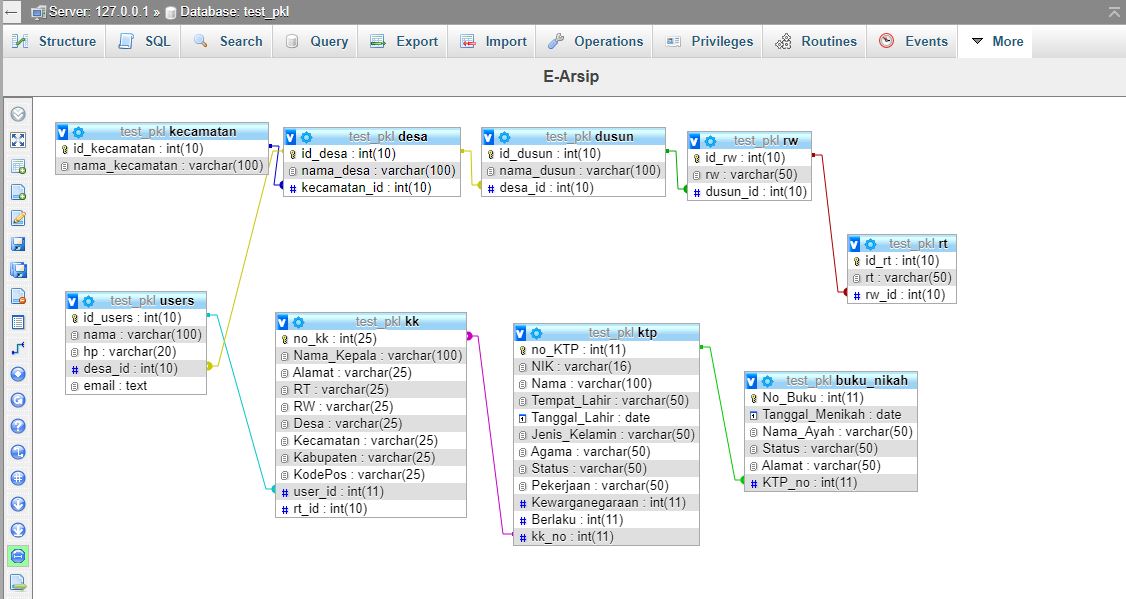 Server: 127.0.0.1 » Database: test_pkl
Structure SQL Search Query Export Import Operations Privileges Routines Events More
E-Arsip
test_pkl kecamatan
id_kecamatan : int(10)
nama_kecamatan : varchar(100)
test_pkl desa
id_desa : int(10)
nama_desa : varchar(100)
kecamatan_id : int(10)
test_pkl dusun
id_dusun : int(10)
nama_dusun : varchar(100)
desa_id : int(10)
test_pkl rw
id_rw : int(10)
rw : varchar(50)
dusun_id : int(10)
test_pkl rt
id_rt : int(10)
rt : varchar(50)
rw_id : int(10)
test_pkl users
id_users : int(10)
nama : varchar(100)
hp : varchar(20)
desa_id : int(10)
email : text
test_pkl kk
no_kk : int(25)
Nama_Kepala : varchar(100)
Alamat : varchar(25)
RT : varchar(25)
RW : varchar(25)
Desa : varchar(25)
Kecamatan : varchar(25)
Kabupaten : varchar(25)
KodePos : varchar(25)
user_id : int(11)
rt_id : int(10)
test_pkl ktp
no_KTP : int(11)
NIK : varchar(16)
Nama : varchar(100)
Tempat_Lahir : varchar(50)
Tanggal_Lahir : date
Jenis_Kelamin : varchar(50)
Agama : varchar(50)
Status : varchar(50)
Pekerjaan : varchar(50)
Kewarganegaraan : int(11)
Berlaku : int(11)
kk_no : int(11)
test_pkl buku_nikah
No_Buku : int(11)
Tanggal_Menikah : date
Nama_Ayah : varchar(50)
Status : varchar(50)
Alamat : varchar(50)
KTP_no : int(11)